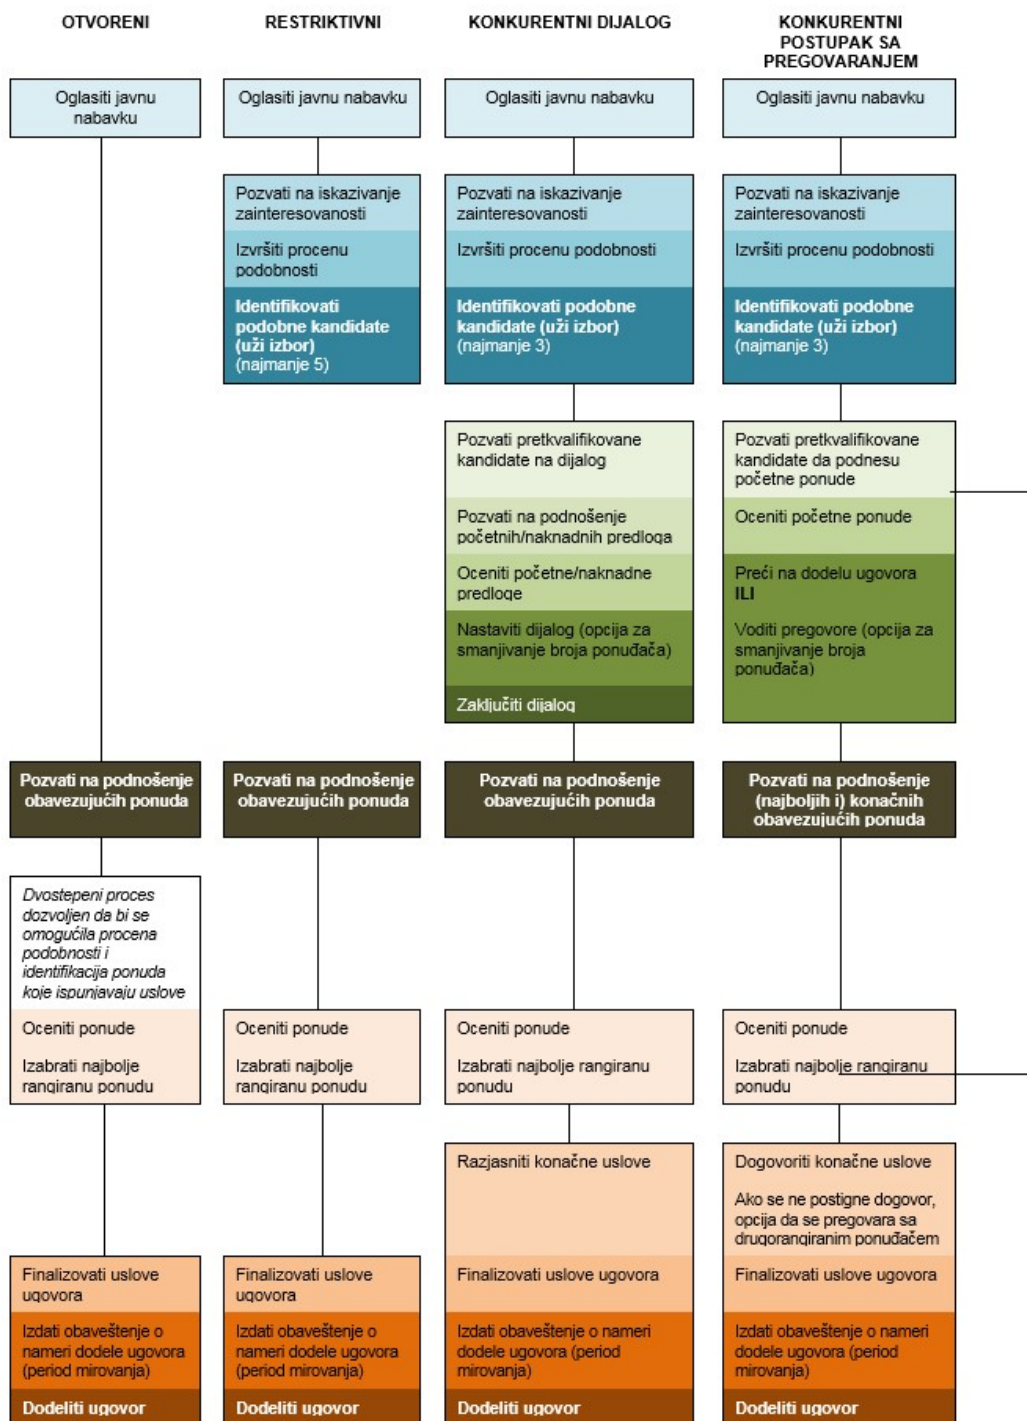 OTVORENI
RESTRIKTIVNI
KONKURENTNI DIJALOG
KONKURENTNI
POSTUPAK SA
PREGOVARANJEM
Oglasiti javnu
nabavku
Oglasiti javnu nabavku
Oglasiti javnu nabavku
Oglasiti javnu nabavku
Pozvati na iskazivanje
zainteresovanosti
Izvršiti procenu
podobnosti
Identifikovati
podobne kandidate
(uži izbor)
(najmanje 5)
Pozvati na iskazivanje
zainteresovanosti
Izvršiti procenu podobnosti
Identifikovati podobne
kandidate (uži izbor)
(najmanje 3)
Pozvati na iskazivanje
zainteresovanosti
Izvršiti procenu podobnosti
Identifikovati podobne
kandidate (uži izbor)
(najmanje 3)
Pozvati pretkvalifikovane
kandidate na dijalog
Pozvati na podnošenje
početnih/naknadnih predloga
Oceniti početne/naknadne
predloge
Nastaviti dijalog (opcija za
smanjivanje broja ponuđača)
Zaključiti dijalog
Pozvati pretkvalifikovane
kandidate da podnesu
početne ponude
Oceniti početne ponude
Preći na dodelu ugovora
ILI
Voditi pregovore (opcija za
smanjivanje broja
ponuđača)
Pozvati na podnošenje
obavezujućih ponuda
Pozvati na podnošenje
obavezujućih ponuda
Pozvati na podnošenje
obavezujućih ponuda
Pozvati na podnošenje
(najboljih i) konačnih
obavezujućih ponuda
Dvostepeni proces
dozvoljen da bi se
omogućila procena
podobnosti i
identifikacija ponuda
koje ispunjavaju uslove
Oceniti ponude
Izabrati najbolje
rangiranu ponudu
Oceniti ponude
Izabrati najbolje
rangiranu ponudu
Oceniti ponude
Izabrati najbolje rangiranu
ponudu
Oceniti ponude
Izabrati najbolje rangiranu
ponudu
Razjasniti konačne uslove
Dogovoriti konačne uslove
Ako se ne postigne dogovor,
opcija da se pregovara sa
drugorangiranim ponuđačem
Finalizovati uslove
ugovora
Izdati obaveštenje o
nameri dodele ugovora
(period mirovanja)
Dodeliti ugovor
Finalizovati uslove
ugovora
Izdati obaveštenje o
nameri dodele ugovora
(period mirovanja)
Dodeliti ugovor
Finalizovati uslove ugovora
Izdati obaveštenje o nameri
dodele ugovora (period
mirovanja)
Dodeliti ugovor
Finalizovati uslove ugovora
Izdati obaveštenje o nameri
dodele ugovora (period
mirovanja)
Dodeliti ugovor